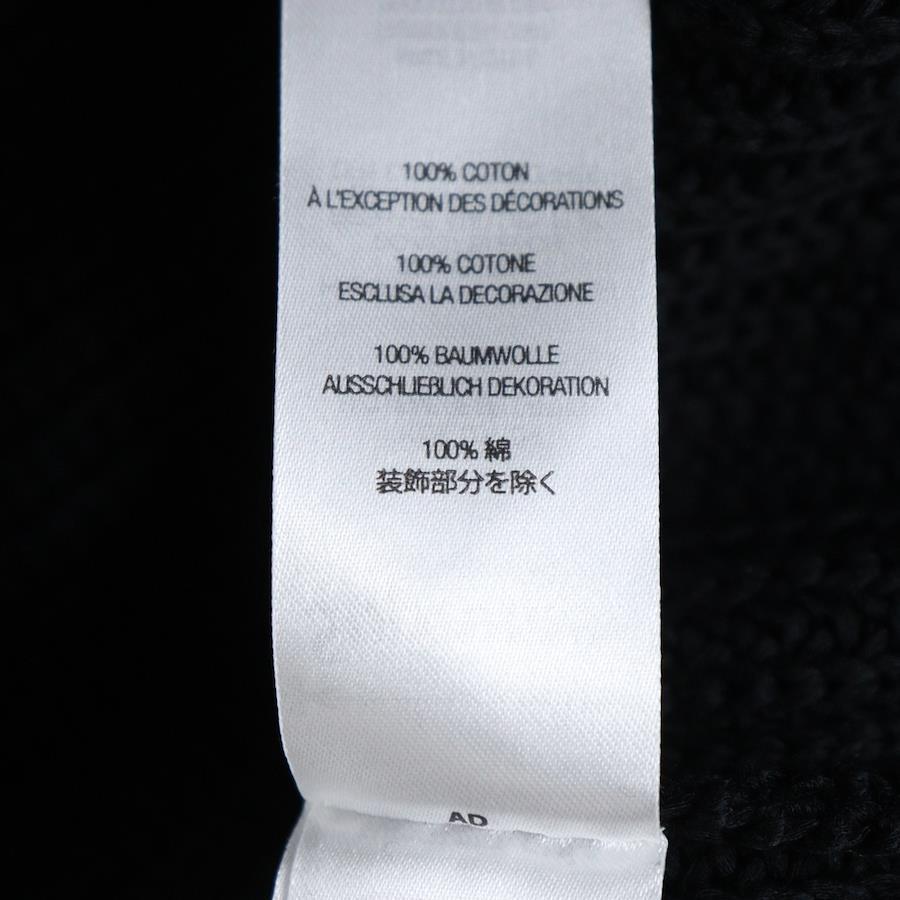 100% COTON
À L'EXCEPTION DES DÉCORATIONS
100% COTONE
ESCLUSA LA DECORAZIONE
100% BAUMWOLLE
AUSSCHLIEßLICH DEKORATION
100% 綿
装飾部分を除く
AD